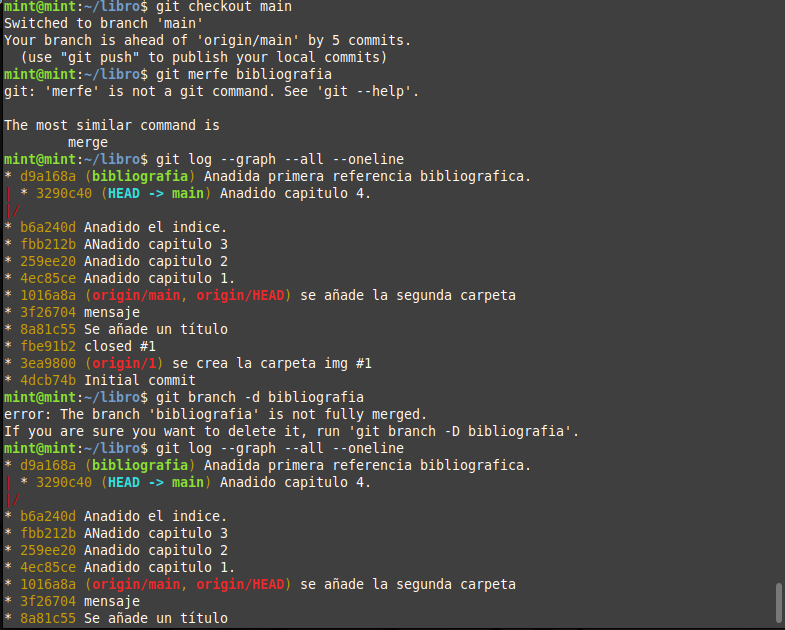 mint@mint:~/libro$ git checkout main
Switched to branch 'main'
Your branch is ahead of 'origin/main' by 5 commits.
  (use "git push" to publish your local commits)
mint@mint:~/libro$ git merfe bibliografia
git: 'merfe' is not a git command. See 'git --help'.

The most similar command is
        merge
mint@mint:~/libro$ git log --graph --all --oneline
* d9a168a (bibliografia) Anadida primera referencia bibliografica.
| * 3290c40 (HEAD -> main) Anadido capitulo 4.
|/
* b6a240d Anadido el indice.
* fbb212b ANadido capitulo 3
* 259ee20 Anadido capitulo 2
* 4ec85ce Anadido capitulo 1.
* 1016a8a (origin/main, origin/HEAD) se añade la segunda carpeta
* 3f26704 mensaje
* 8a81c55 Se añade un título
* fbe91b2 closed #1
* 3ea9800 (origin/1) se crea la carpeta img #1
* 4dcb74b Initial commit
mint@mint:~/libro$ git branch -d bibliografia
error: The branch 'bibliografia' is not fully merged.
If you are sure you want to delete it, run 'git branch -D bibliografia'.
mint@mint:~/libro$ git log --graph --all --oneline
* d9a168a (bibliografia) Anadida primera referencia bibliografica.
| * 3290c40 (HEAD -> main) Anadido capitulo 4.
|/
* b6a240d Anadido el indice.
* fbb212b ANadido capitulo 3
* 259ee20 Anadido capitulo 2
* 4ec85ce Anadido capitulo 1.
* 1016a8a (origin/main, origin/HEAD) se añade la segunda carpeta
* 3f26704 mensaje
* 8a81c55 Se añade un título